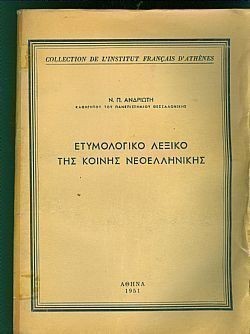 COLLECTION DE L'INSTITUT FRANÇAIS D'ATHÈNES
Ν. Π. ΑΝΔΡΙΩΤΗ
ΚΑΘΗΓΗΤΟΥ ΤΟΥ ΠΑΝΕΠΙΣΤΗΜΙΟΥ ΘΕΣΣΑΛΟΝΙΚΗΣ
ΕΤΥΜΟΛΟΓΙΚΟ ΛΕΞΙΚΟ
ΤΗΣ ΚΟΙΝΗΣ ΝΕΟΕΛΛΗΝΙΚΗΣ
ΑΘΗΝΑ
1951